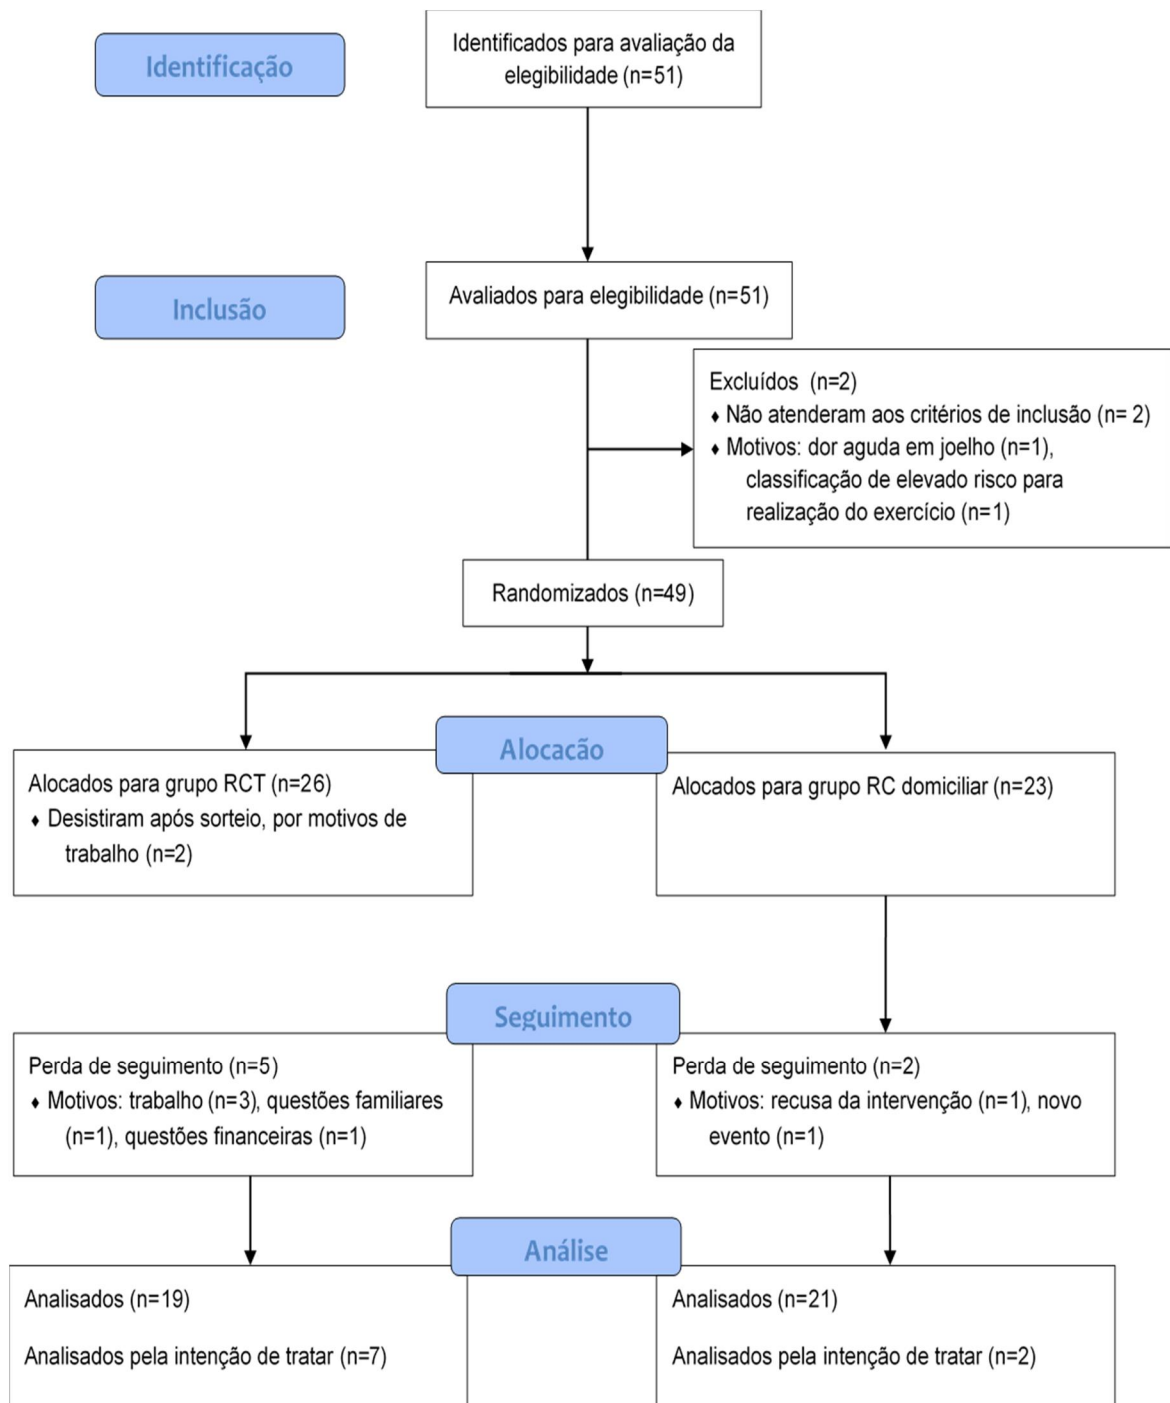 Identificação
Identificados para avaliação da
elegibilidade (n=51)
Inclusão
Avaliados para elegibilidade (n=51)
Excluídos (n=2)
♦ Não atenderam aos critérios de inclusão (n= 2)
♦ Motivos: dor aguda em joelho (n=1),
classificação de elevado risco para
realização do exercício (n=1)
Randomizados (n=49)
Alocacão
Alocados para grupo RCT (n=26)
♦ Desistiram após sorteio, por motivos de
trabalho (n=2)
Alocados para grupo RC domiciliar (n=23)
Seguimento
Perda de seguimento (n=5)
♦ Motivos: trabalho (n=3), questões familiares
(n=1), questões financeiras (n=1)
Perda de seguimento (n=2)
♦ Motivos: recusa da intervenção (n=1), novo
evento (n=1)
Análise
Analisados (n=19)
Analisados pela intenção de tratar (n=7)
Analisados (n=21)
Analisados pela intenção de tratar (n=2)